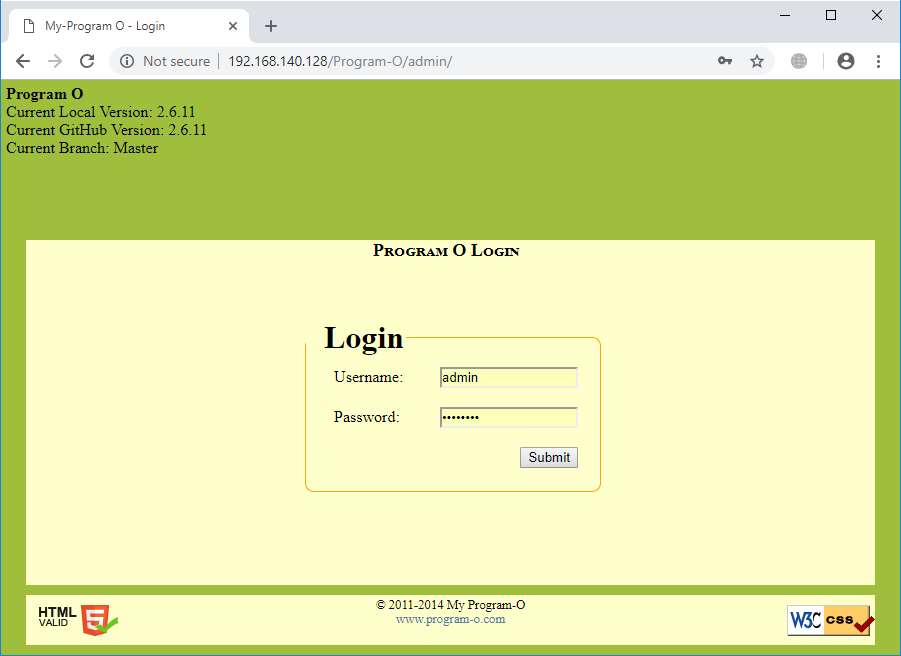 My-Program O - Login
Not secure
192.168.140.128/Program-O/admin/
Program O
Current Local Version: 2.6.11
Current GitHub Version: 2.6.11
Current Branch: Master
Program O Login
Login
Username:
admin
Password:
••••••••
Submit
HTML
VALID
5
© 2011-2014 My Program-O
www.program-o.com
W3C css